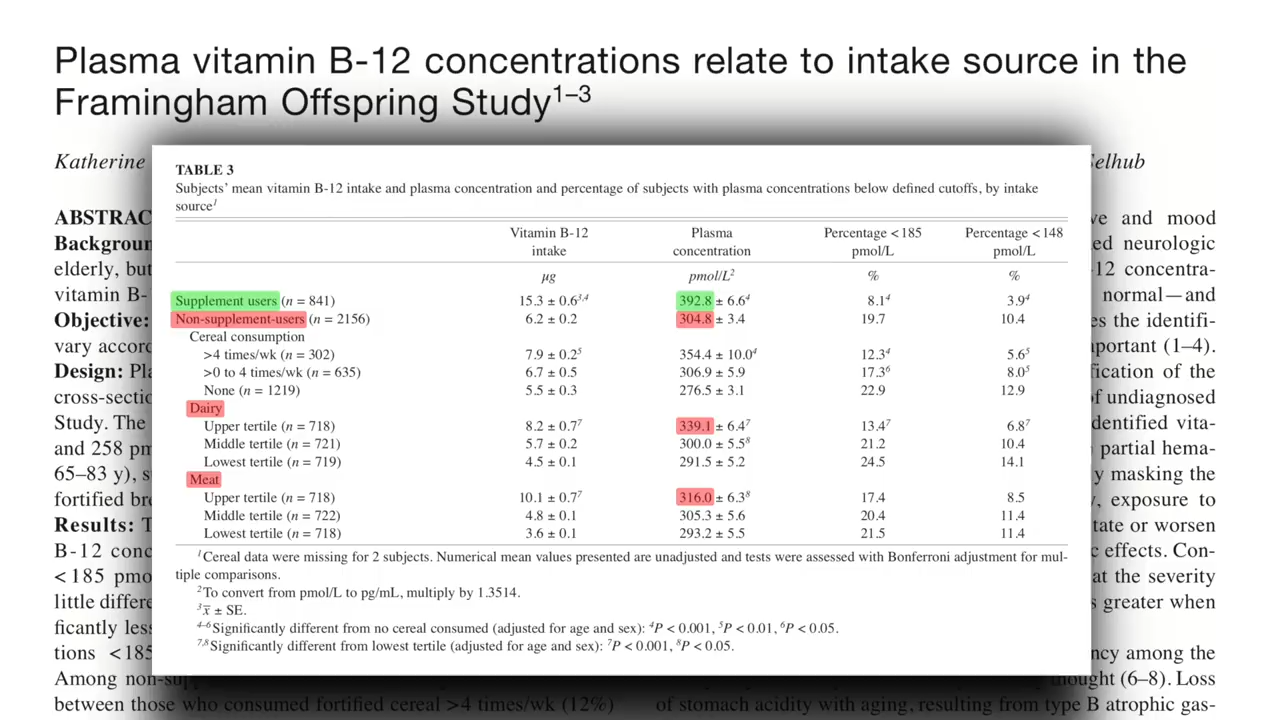 Plasma vitamin B-12 concentrations relate to intake source in the
Framingham Offspring Study1–3
Katherine Selhub
TABLE 3
Subjects' mean vitamin B-12 intake and plasma concentration and percentage of subjects with plasma concentrations below defined cutoffs, by intake
source1
Vitamin B-12 Plasma Percentage <185 Percentage <148
intake concentration pmol/L pmol/L
μg pmol/L2 % %
Supplement users (n = 841) 15.3 ± 0.63,4 392.8 ± 6.64 8.14 3.94
Non-supplement-users (n = 2156) 6.2 ± 0.2 304.8 ± 3.4 19.7 10.4
Cereal consumption
>4 times/wk (n = 302) 7.9 ± 0.25 354.4 ± 10.04 12.34 5.65
>0 to 4 times/wk (n = 635) 6.7 ± 0.5 306.9 ± 5.9 17.36 8.05
None (n = 1219) 5.5 ± 0.3 276.5 ± 3.1 22.9 12.9
Dairy
Upper tertile (n = 718) 8.2 ± 0.77 339.1 ± 6.47 13.47 6.87
Middle tertile (n = 721) 5.7 ± 0.2 300.0 ± 5.58 21.2 10.4
Lowest tertile (n = 719) 4.5 ± 0.1 291.5 ± 5.2 24.5 14.1
Meat
Upper tertile (n = 718) 10.1 ± 0.77 316.0 ± 6.38 17.4 8.5
Middle tertile (n = 722) 4.8 ± 0.1 305.3 ± 5.6 20.4 11.4
Lowest tertile (n = 718) 3.6 ± 0.1 293.2 ± 5.5 21.5 11.4
1Cereal data were missing for 2 subjects. Numerical mean values presented are unadjusted and tests were assessed with Bonferroni adjustment for mul-
tiple comparisons.
2To convert from pmol/L to pg/mL, multiply by 1.3514.
3x̅ ± SE.
4–6Significantly different from no cereal consumed (adjusted for age and sex): 4P < 0.001, 5P < 0.01, 6P < 0.05.
7,8Significantly different from lowest tertile (adjusted for age and sex): 7P < 0.001, 8P < 0.05.
ABSTRAC
Backgroun
elderly, but
vitamin B-
Objective:
vary accord
Design: Pla
cross-sectio
Study. The
and 258 pm
65–83 y), s
fortified bre
Results: T
B-12 conc
<185 pmo
little differe
ficantly less
tions <185
Among non-sup
between those who consumed fortified cereal >4 times/wk (12%)
ve and mood
ed neurologic
-12 concentra-
normal—and
es the identifi-
portant (1–4).
fication of the
of undiagnosed
dentified vita-
partial hema-
y masking the
, exposure to
tate or worsen
c effects. Con-
at the severity
s greater when
ncy among the
thought (6–8). Loss
of stomach acidity with aging, resulting from type B atrophic gas-